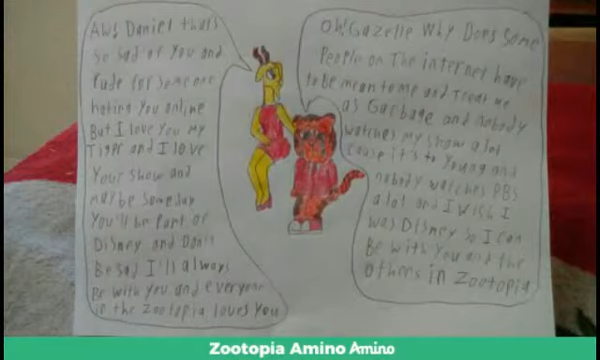 Aws Daniel thats
so sad of you and
rude for someone
hating you online
But I love you my
Tiger and I love
Your show and
maybe someday
You'll be Part of
Disney and Don't
Be sad I'll always
Be with you and everyone
in the zootopia loves you
Oh! Gazelle Why Does some
People on The internet have
to be mean to me and Treat me
as Garbage and nobody
watches my show a lot
cause it's to Young and
nobody watches PBS
a lot and I wish I
was Disney so I can
Be with You and the
others in Zootopia
Zootopia Amino Amino